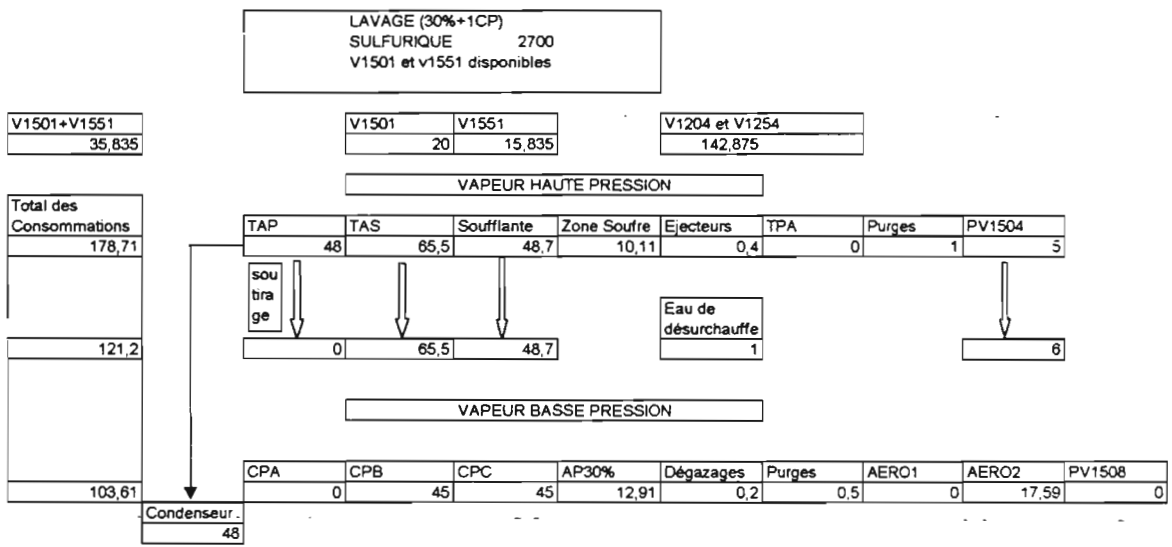 LAVAGE (30%+1CP)
SULFURIQUE 2700
V1501 et v1551 disponibles
V1501+V1551 V1501 V1551 V1204 et V1254
35,835 20 15,835 142,875
VAPEUR HAUTE PRESSION
Total des
Consommations TAP TAS Soufflante Zone Soufre Ejecteurs TPA Purges PV1504
178,71 48 65,5 48,7 10,11 0,4 0 1 5
sou
tira
ge
Eau de
désurchauffe
121,2 0 65,5 48,7 1 6
VAPEUR BASSE PRESSION
CPA CPB CPC AP30% Dégazages Purges AERO1 AERO2 PV1508
103,61 0 45 45 12,91 0,2 0,5 0 17,59 0
Condenseur
48